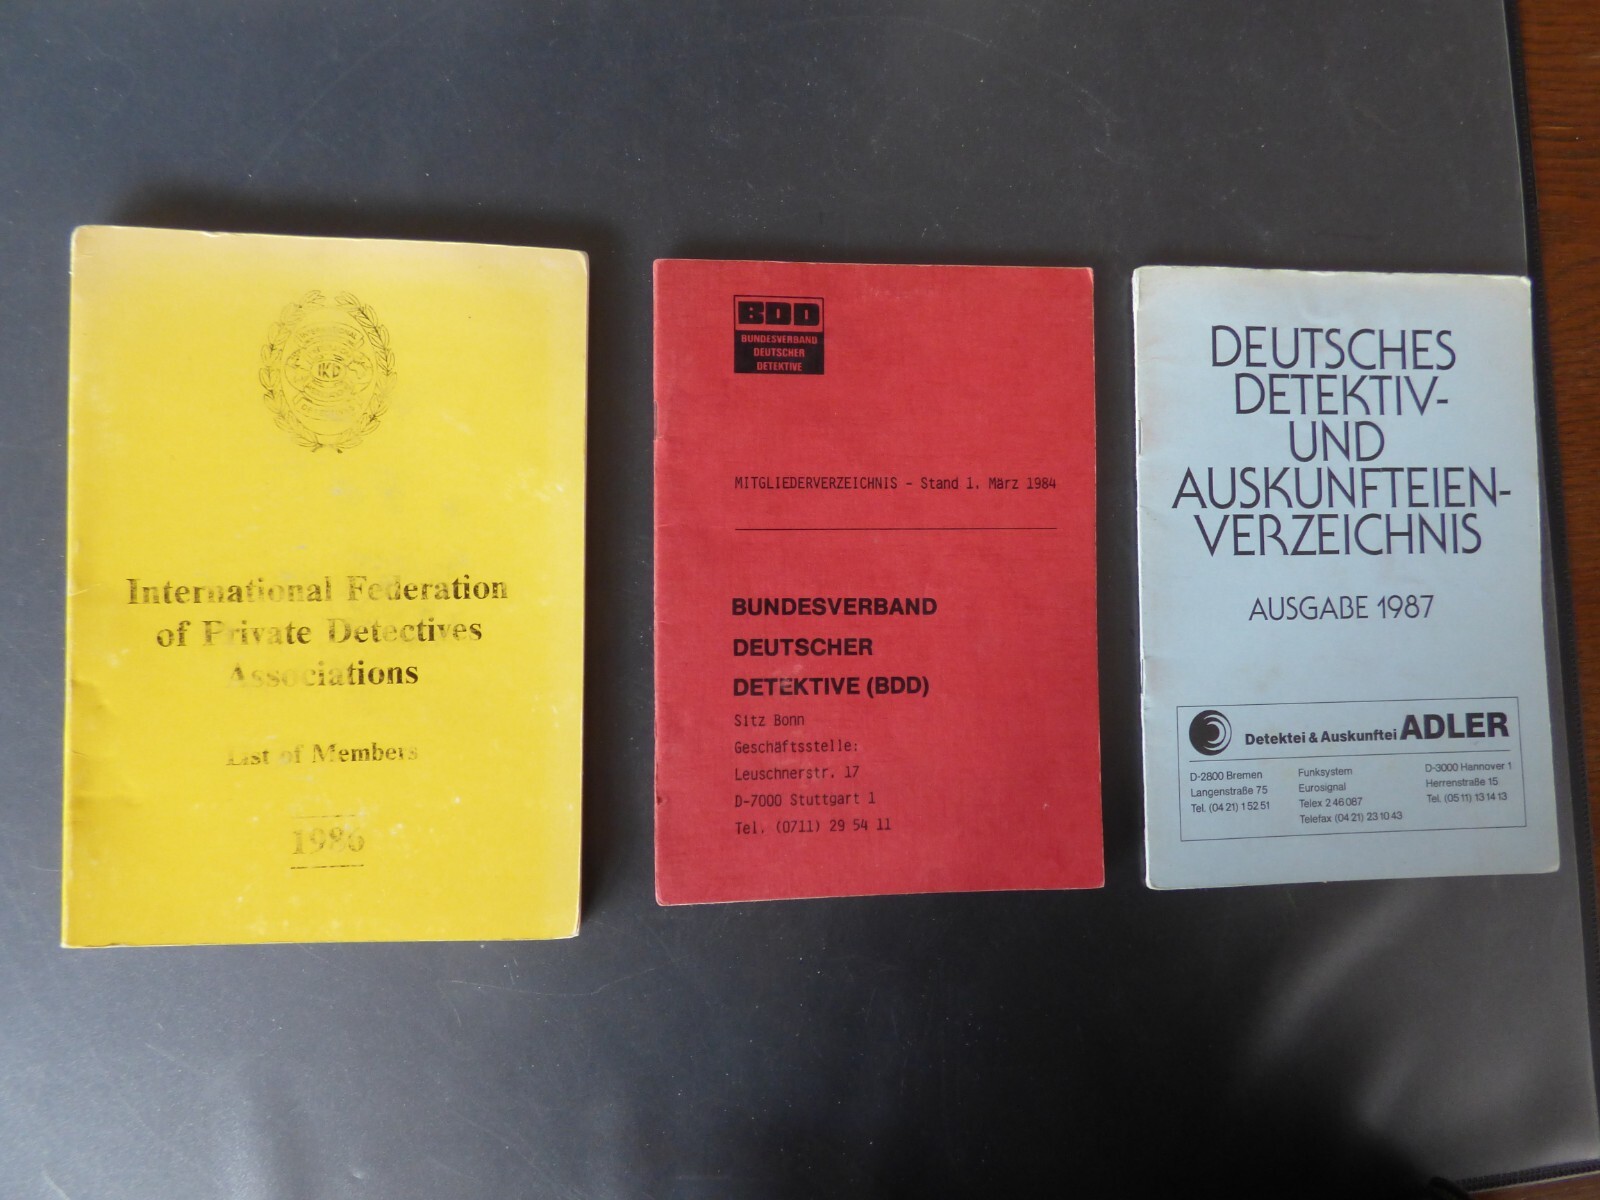 IKD
International Federation
of Private Detectives
Associations
List of Members
1986
BDD
BUNDESVERBAND
DEUTSCHER
DETEKTIVE
MITGLIEDERVERZEICHNIS - Stand 1. März 1984
BUNDESVERBAND
DEUTSCHER
DETEKTIVE (BDD)
Sitz Bonn
Geschäftsstelle:
Leuschnerstr. 17
D-7000 Stuttgart 1
Tel. (0711) 29 54 11
DEUTSCHES
DETEKTIV-
UND
AUSKUNFTEIEN-
VERZEICHNIS
AUSGABE 1987
Detektei & Auskunftei ADLER
D-2800 Bremen
Langenstraße 75
Tel. (04 21) 1 52 51
Funksystem
Eurosignal
Telex 2 46 087
Telefax (04 21) 23 10 43
D-3000 Hannover 1
Herrenstraße 15
Tel. (05 11) 13 14 13